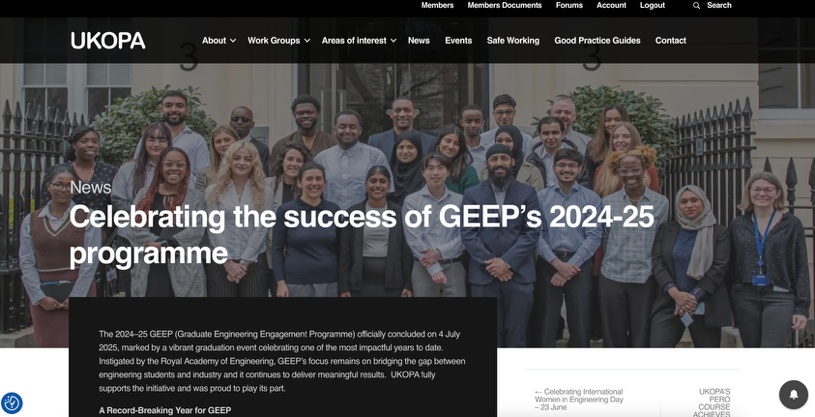 Members Members Documents Forums Account Logout Search
UKOPA
About Work Groups Areas of interest News Events Safe Working Good Practice Guides Contact
3 3
News
Celebrating the success of GEEP’s 2024-25
programme
The 2024–25 GEEP (Graduate Engineering Engagement Programme) officially concluded on 4 July
2025, marked by a vibrant graduation event celebrating one of the most impactful years to date.
Instigated by the Royal Academy of Engineering, GEEP’s focus remains on bridging the gap between
engineering students and industry and it continues to deliver meaningful results. UKOPA fully
supports the initiative and was proud to play its part.
A Record-Breaking Year for GEEP
← Celebrating International
Women in Engineering Day
– 23 June
UKOPA’S
PERO
COURSE
ACHIEVES